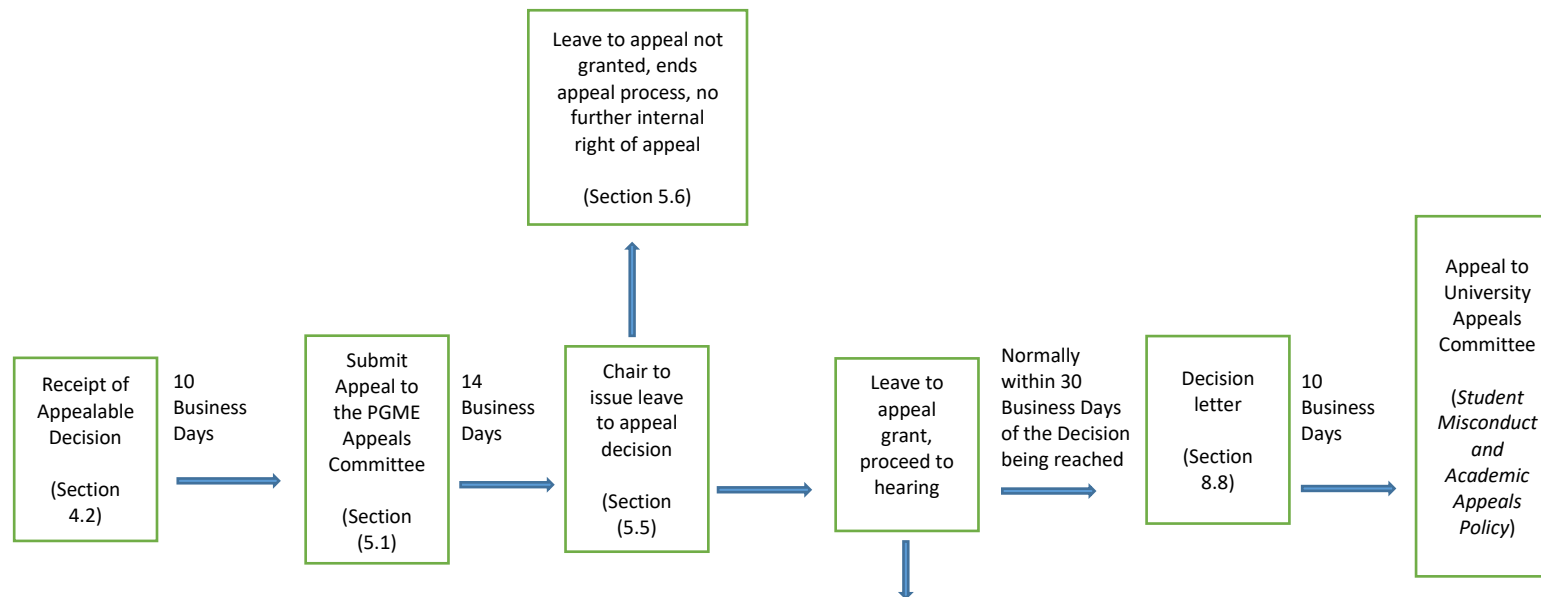 Leave to appeal not
granted, ends
appeal process, no
further internal
right of appeal
(Section 5.6)
Receipt of
Appealable
Decision
(Section
4.2)
10
Business
Days
Submit
Appeal to
the PGME
Appeals
Committee
(Section
(5.1)
14
Business
Days
Chair to
issue leave
to appeal
decision
(Section
(5.5)
Leave to
appeal
grant,
proceed to
hearing
Normally
within 30
Business Days
of the Decision
being reached
Decision
letter
(Section
8.8)
10
Business
Days
Appeal to
University
Appeals
Committee
(Student
Misconduct
and
Academic
Appeals
Policy)